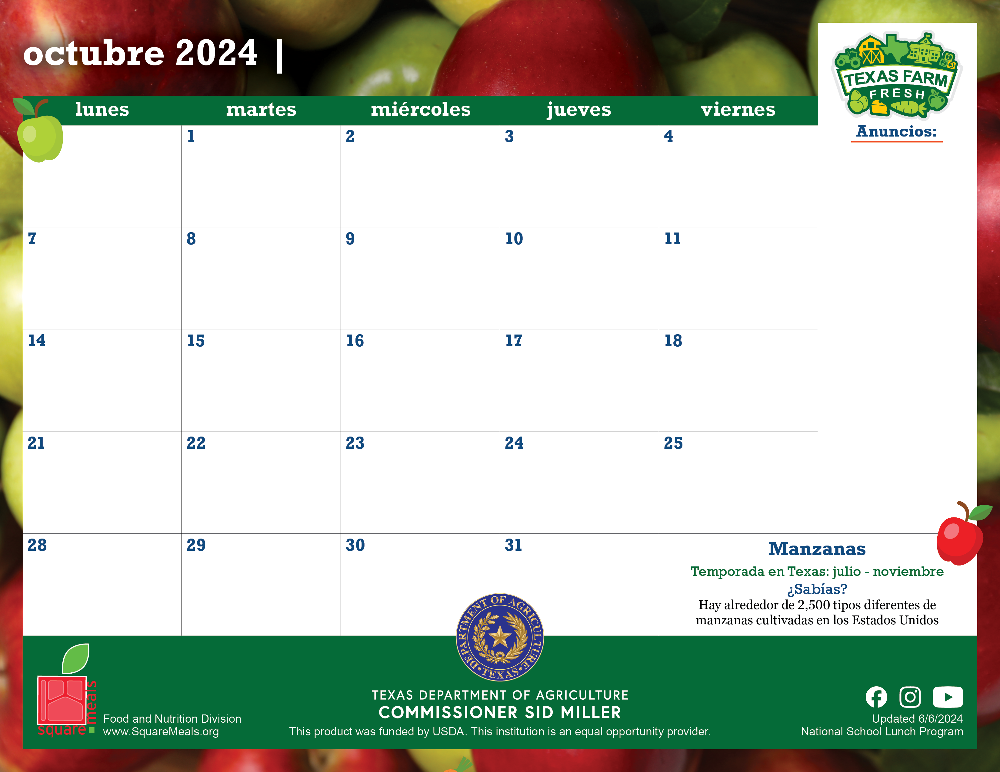 octubre 2024 |
TEXAS FARM
FRESH
1
2
3
Anuncios:
lunes martes miércoles jueves viernes
1 2 3 4
7 8 9 10 11
14 15 16 17 18
21 22 23 24 25
28 29 30 31
Manzanas
Temporada en Texas: julio - noviembre
¿Sabías?
Hay alrededor de 2,500 tipos diferentes de
manzanas cultivadas en los Estados Unidos
square meals
Food and Nutrition Division
www.SquareMeals.org
DEPARTMENT OF AGRICULTURE
• TEXAS •
TEXAS DEPARTMENT OF AGRICULTURE
COMMISSIONER SID MILLER
This product was funded by USDA. This institution is an equal opportunity provider.
Updated 6/6/2024
National School Lunch Program